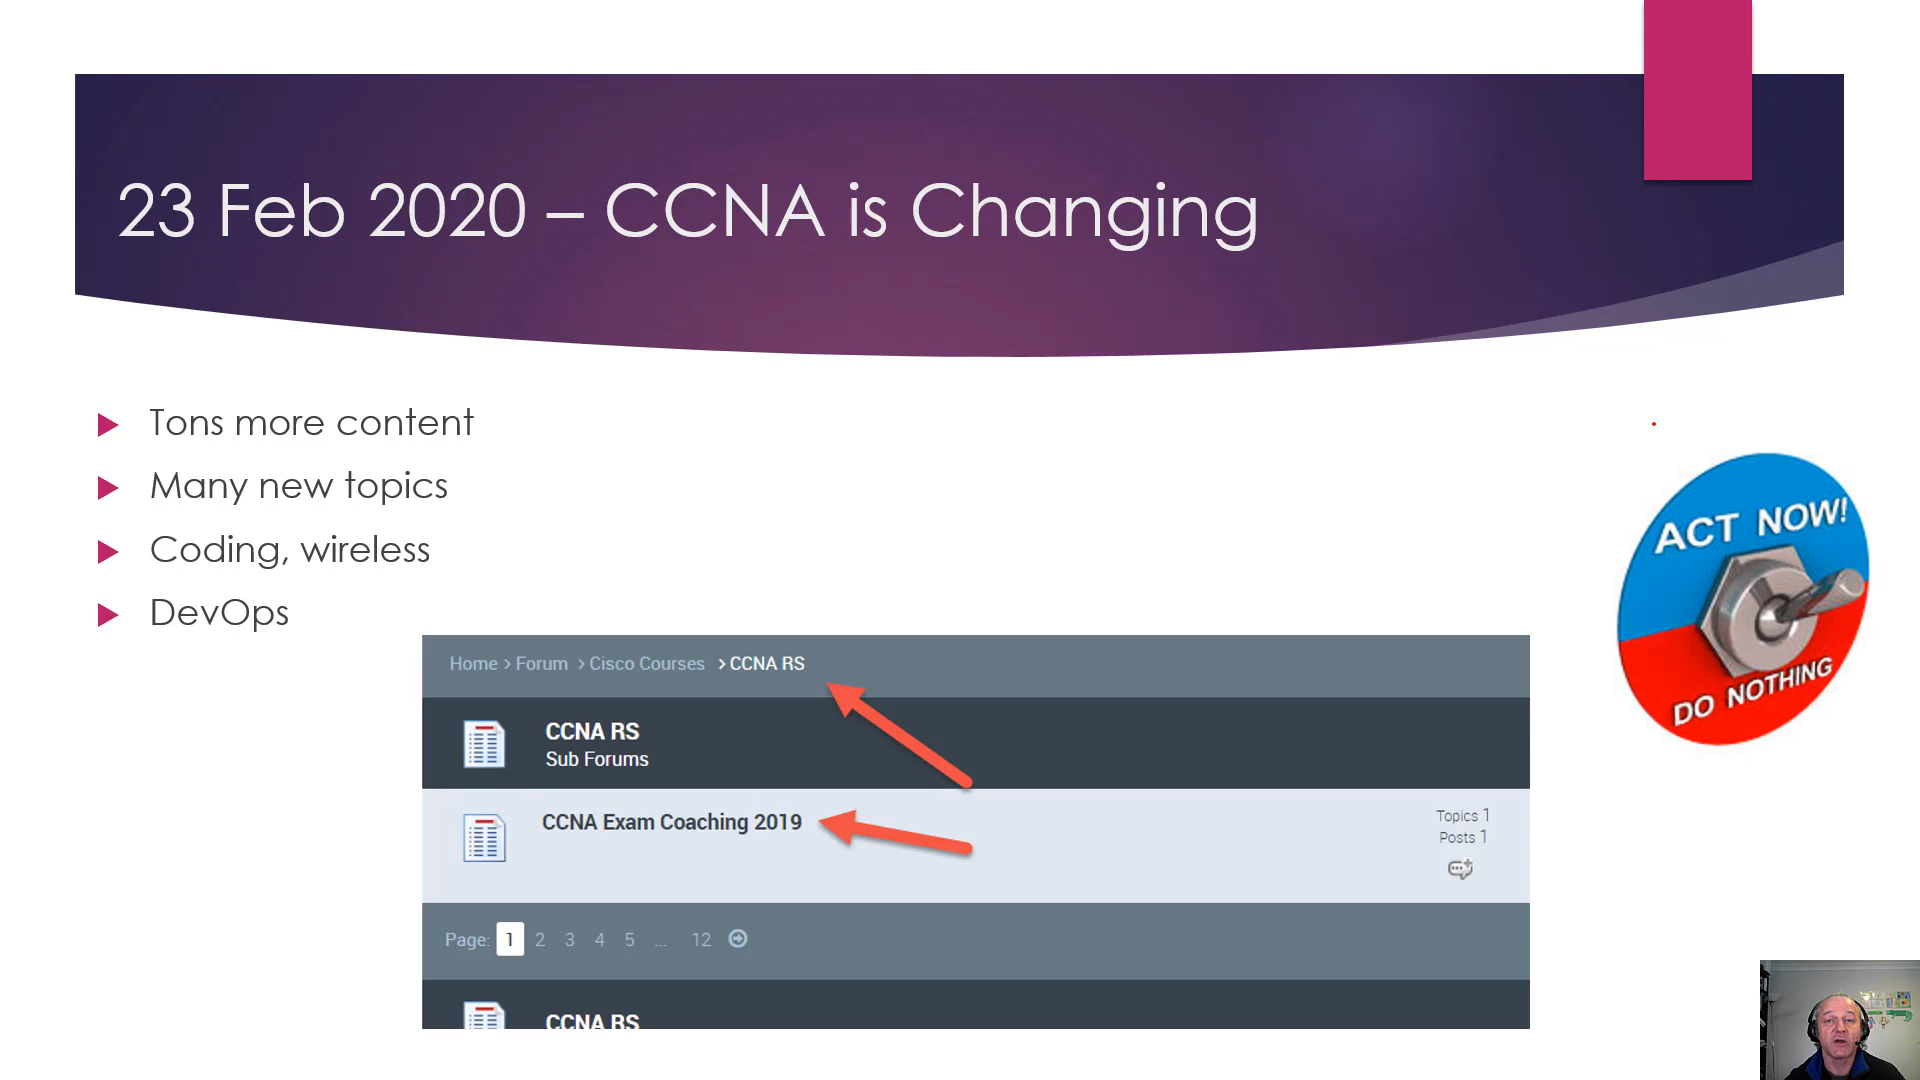 23 Feb 2020 – CCNA is Changing
Tons more content
Many new topics
Coding, wireless
DevOps
ACT NOW!
DO NOTHING
Home > Forum > Cisco Courses > CCNA RS
CCNA RS
Sub Forums
CCNA Exam Coaching 2019
Topics 1
Posts 1
Page: 1 2 3 4 5 ... 12
CCNA RS